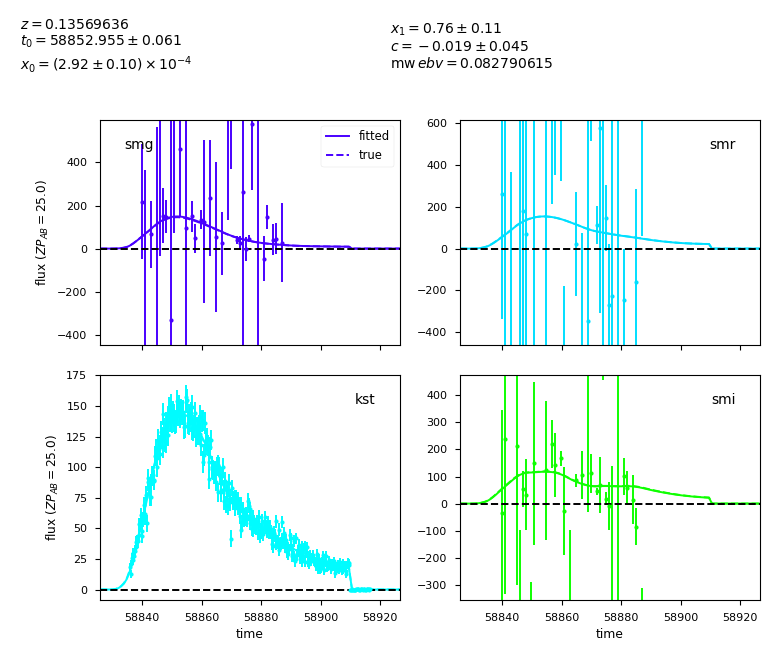 z = 0.13569636
t₀ = 58852.955 ± 0.061
x₀ = (2.92 ± 0.10) × 10⁻⁴
x₁ = 0.76 ± 0.11
c = −0.019 ± 0.045
mw ebv = 0.082790615
smg
fitted
true
400
200
0
−200
−400
flux (ZP_AB = 25.0)
smr
600
400
200
0
−200
−400
kst
175
150
125
100
75
50
25
0
flux (ZP_AB = 25.0)
58840 58860 58880 58900 58920
time
smi
400
300
200
100
0
−100
−200
−300
58840 58860 58880 58900 58920
time